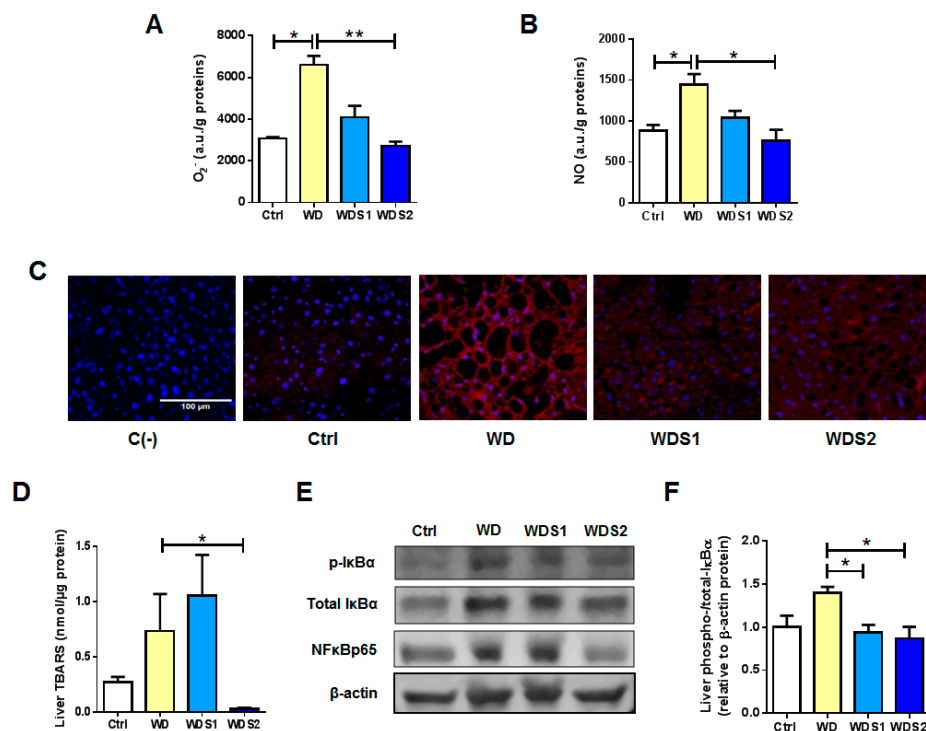 A
O₂⁻ (a.u./g proteins)
8000
6000
4000
2000
0
* **
Ctrl WD WDS1 WDS2
B
NO (a.u./g proteins)
2000
1500
1000
500
0
* *
Ctrl WD WDS1 WDS2
C
100 µm
C(-) Ctrl WD WDS1 WDS2
D
Liver TBARS (nmol/µg protein)
1.5
1.0
0.5
0.0
*
Ctrl WD WDS1 WDS2
E
Ctrl WD WDS1 WDS2
p-IκBα
Total IκBα
NFκBp65
β-actin
F
Liver phospho-/total-IκBα
(relative to β-actin protein)
2.0
1.5
1.0
0.5
0.0
*
*
Ctrl WD WDS1 WDS2